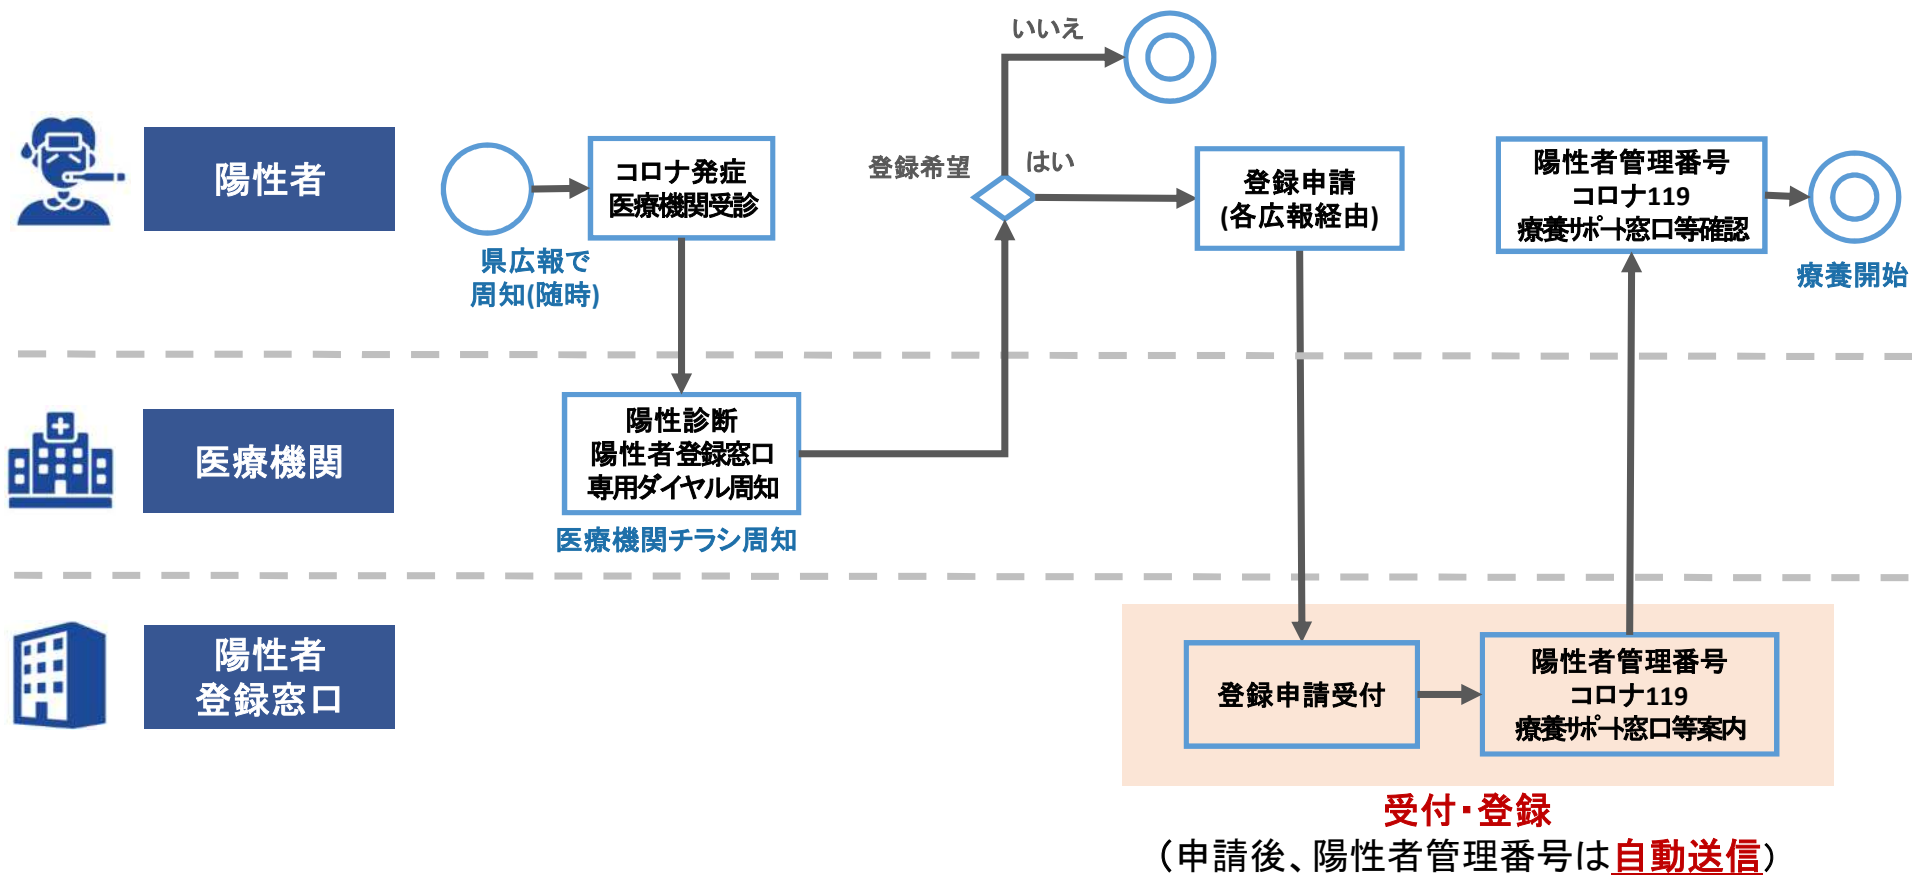 いいえ
陽性者
コロナ発症
医療機関受診
登録希望
はい
登録申請
(各広報経由)
陽性者管理番号
コロナ119
療養サポート窓口等確認
県広報で
周知(随時)
療養開始
医療機関
陽性診断
陽性者登録窓口
専用ダイヤル周知
医療機関チラシ周知
陽性者
登録窓口
登録申請受付
陽性者管理番号
コロナ119
療養サポート窓口等案内
受付・登録
（申請後、陽性者管理番号は自動送信）